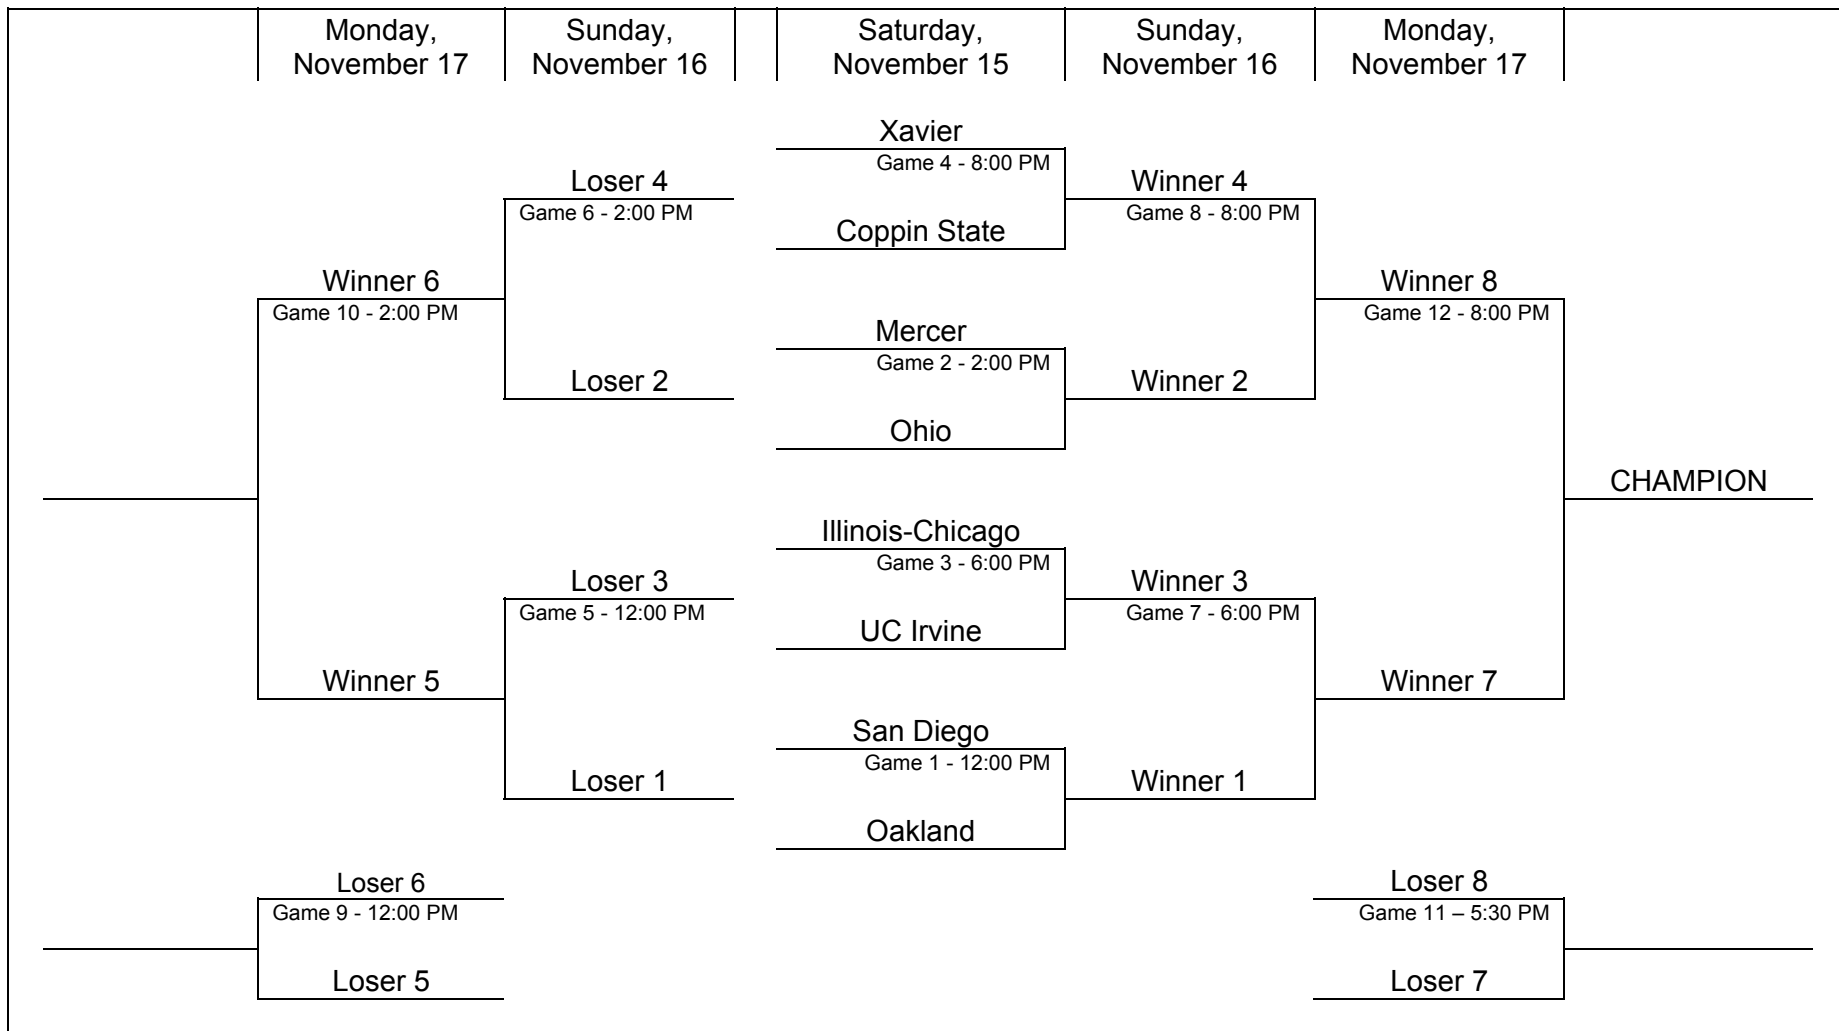 Monday,
November 17
Sunday,
November 16
Saturday,
November 15
Sunday,
November 16
Monday,
November 17
Xavier
Game 4 - 8:00 PM
Loser 4
Winner 4
Game 6 - 2:00 PM
Game 8 - 8:00 PM
Coppin State
Winner 6
Winner 8
Game 10 - 2:00 PM
Game 12 - 8:00 PM
Mercer
Game 2 - 2:00 PM
Loser 2
Winner 2
Ohio
CHAMPION
Illinois-Chicago
Game 3 - 6:00 PM
Loser 3
Winner 3
Game 5 - 12:00 PM
Game 7 - 6:00 PM
UC Irvine
Winner 5
Winner 7
San Diego
Game 1 - 12:00 PM
Loser 1
Winner 1
Oakland
Loser 6
Loser 8
Game 9 - 12:00 PM
Game 11 – 5:30 PM
Loser 5
Loser 7